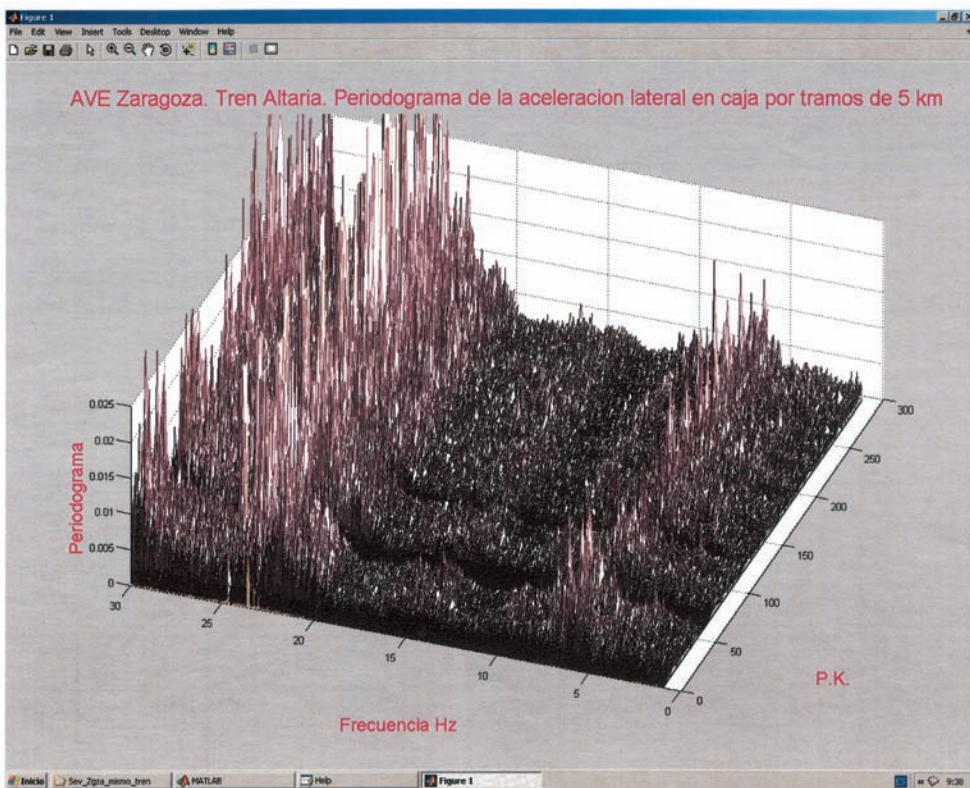 Figure 1
File Edit View Insert Tools Desktop Window Help
AVE Zaragoza. Tren Altaria. Periodograma de la aceleracion lateral en caja por tramos de 5 km
0.025
0.02
0.015
0.01
0.005
0
Periodograma
30
25
20
15
10
5
0
Frecuencia Hz
0
50
100
150
200
250
300
P.K.
Inicio
Sev_Zgza_mismo_tren
MATLAB
Help
Figure 1
ES
9:38